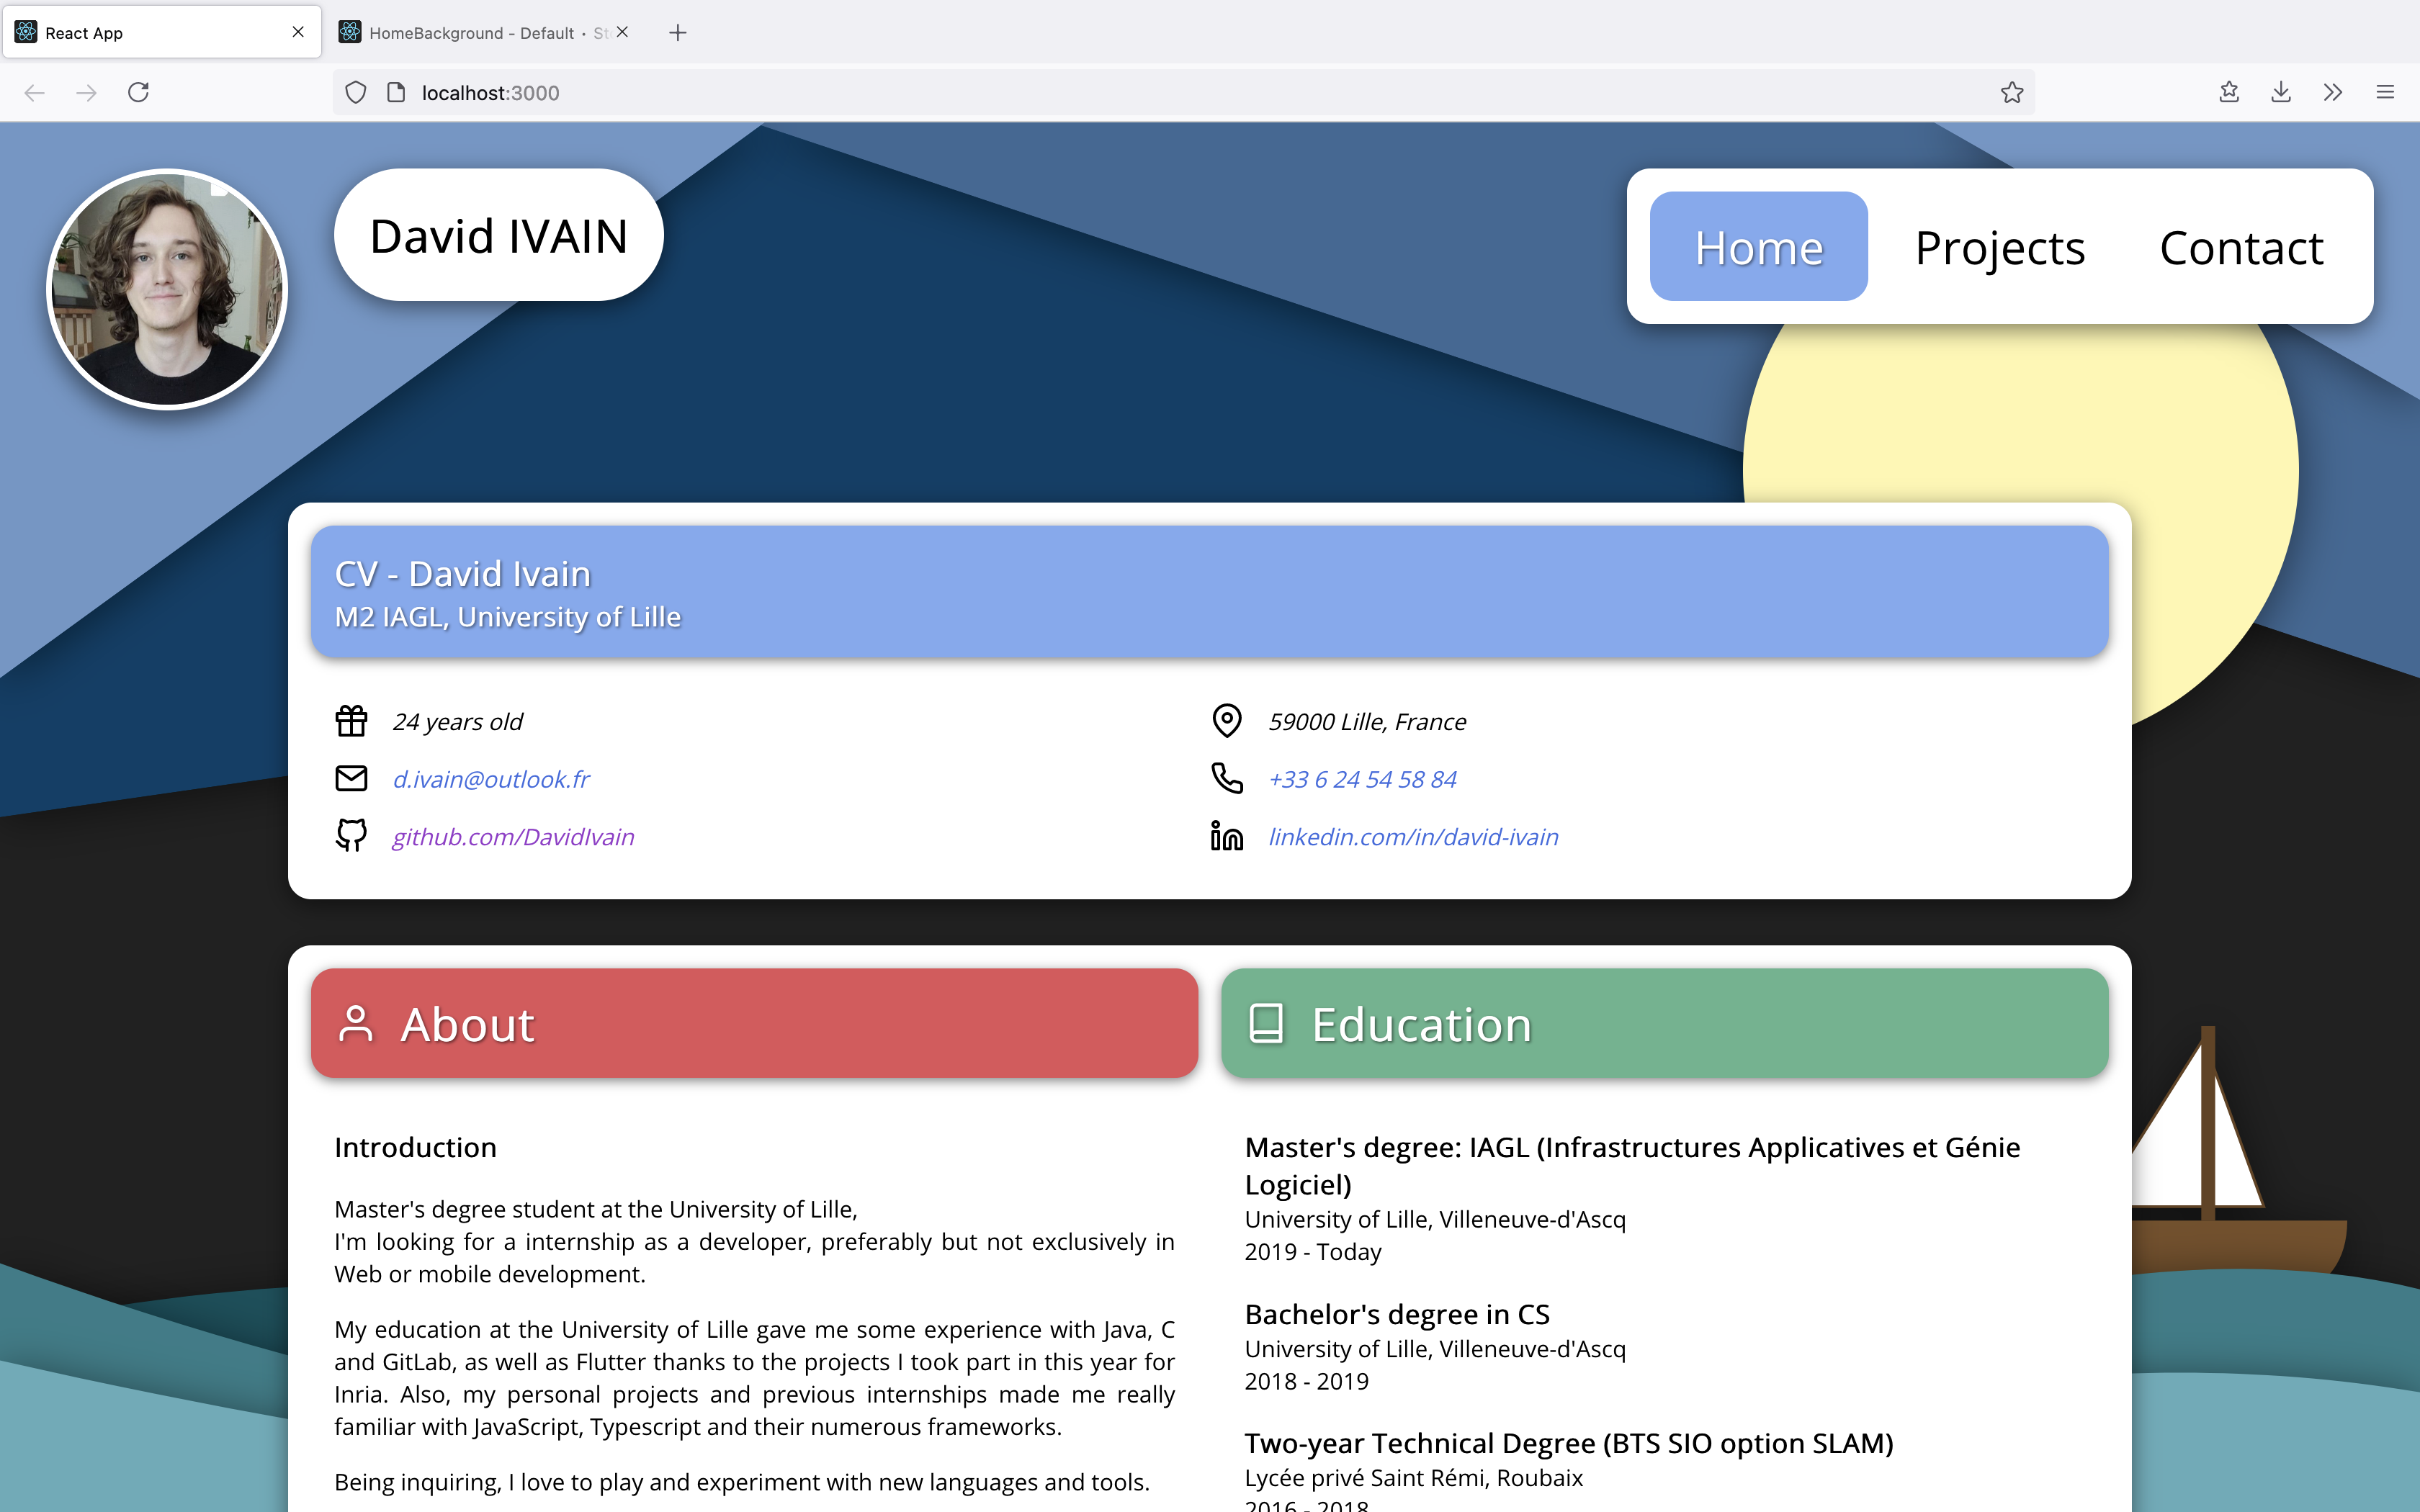 React App
HomeBackground - Default · St
localhost:3000
David IVAIN
Home Projects Contact
CV - David Ivain
M2 IAGL, University of Lille
24 years old
59000 Lille, France
d.ivain@outlook.fr
+33 6 24 54 58 84
github.com/DavidIvain
linkedin.com/in/david-ivain
About
Introduction
Master's degree student at the University of Lille,
I'm looking for a internship as a developer, preferably but not exclusively in
Web or mobile development.
My education at the University of Lille gave me some experience with Java, C
and GitLab, as well as Flutter thanks to the projects I took part in this year for
Inria. Also, my personal projects and previous internships made me really
familiar with JavaScript, Typescript and their numerous frameworks.
Being inquiring, I love to play and experiment with new languages and tools.
Education
Master's degree: IAGL (Infrastructures Applicatives et Génie
Logiciel)
University of Lille, Villeneuve-d'Ascq
2019 - Today
Bachelor's degree in CS
University of Lille, Villeneuve-d'Ascq
2018 - 2019
Two-year Technical Degree (BTS SIO option SLAM)
Lycée privé Saint Rémi, Roubaix
2016 - 2018